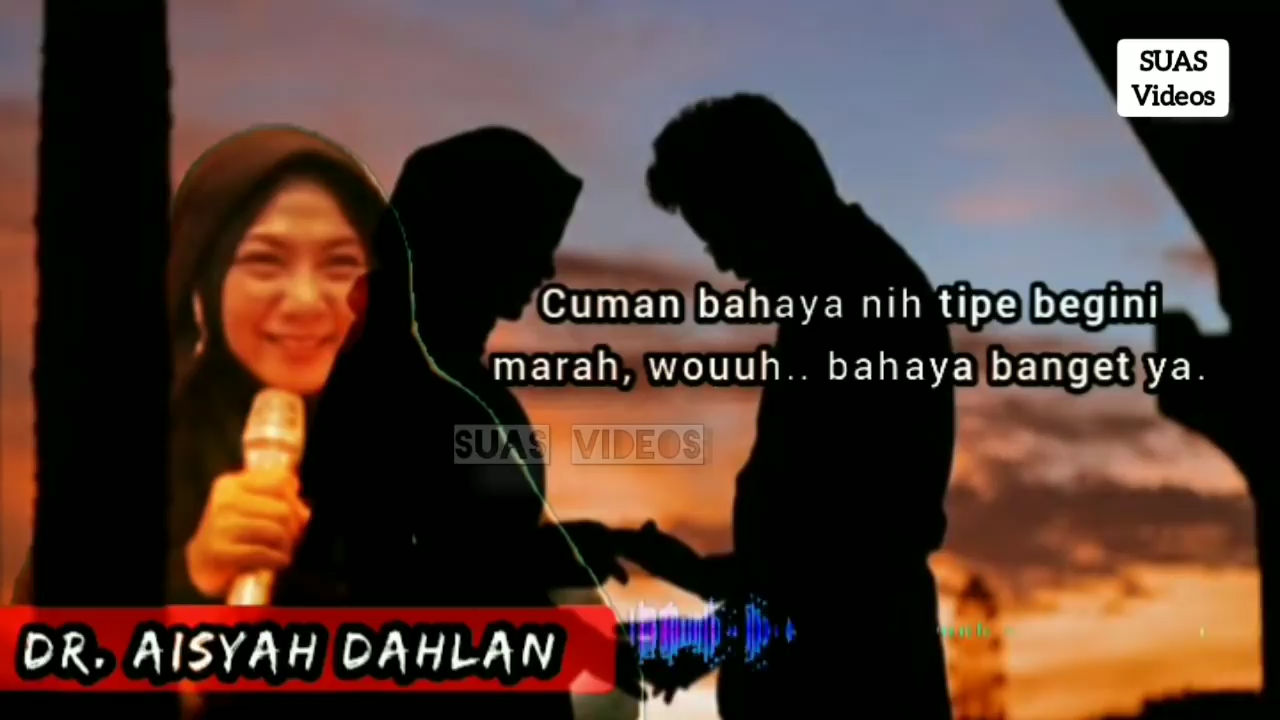 SUAS
Videos
Cuman bahaya nih tipe begini
marah, wouuh.. bahaya banget ya.
SUAS VIDEOS
DR. AISYAH DAHLAN